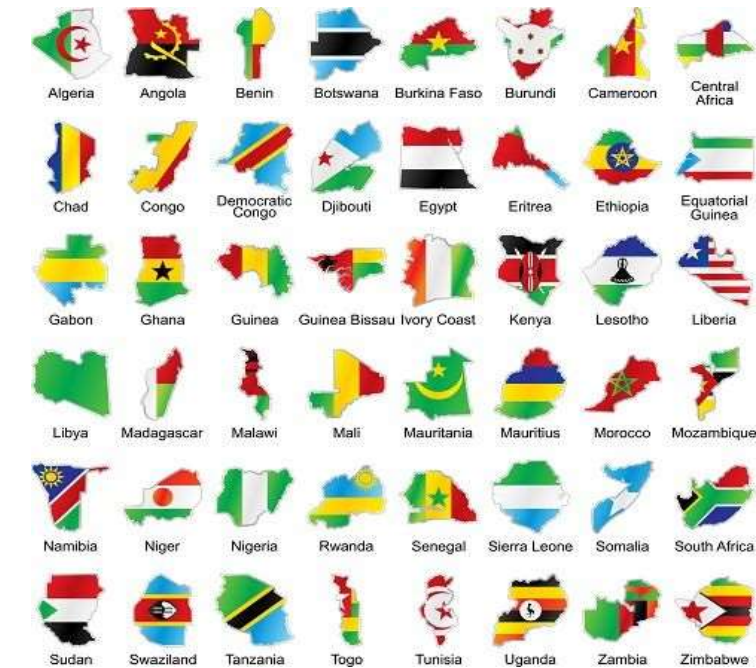 Algeria Angola Benin Botswana Burkina Faso Burundi Cameroon Central
Africa
Chad Congo Democratic
Congo Djibouti Egypt Eritrea Ethiopia Equatorial
Guinea
Gabon Ghana Guinea Guinea Bissau Ivory Coast Kenya Lesotho Liberia
Libya Madagascar Malawi Mali Mauritania Mauritius Morocco Mozambique
Namibia Niger Nigeria Rwanda Senegal Sierra Leone Somalia South Africa
Sudan Swaziland Tanzania Togo Tunisia Uganda Zambia Zimbabwe